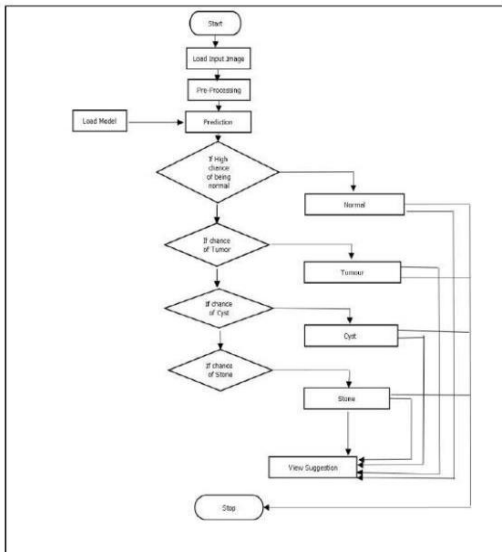 Start
Load Input Image
Pre-Processing
Load Model
Prediction
If High
chance
of being
normal
Normal
If chance
of Tumor
Tumour
If chance
of Cyst
Cyst
If chance
of Stone
Stone
View Suggestion
Stop